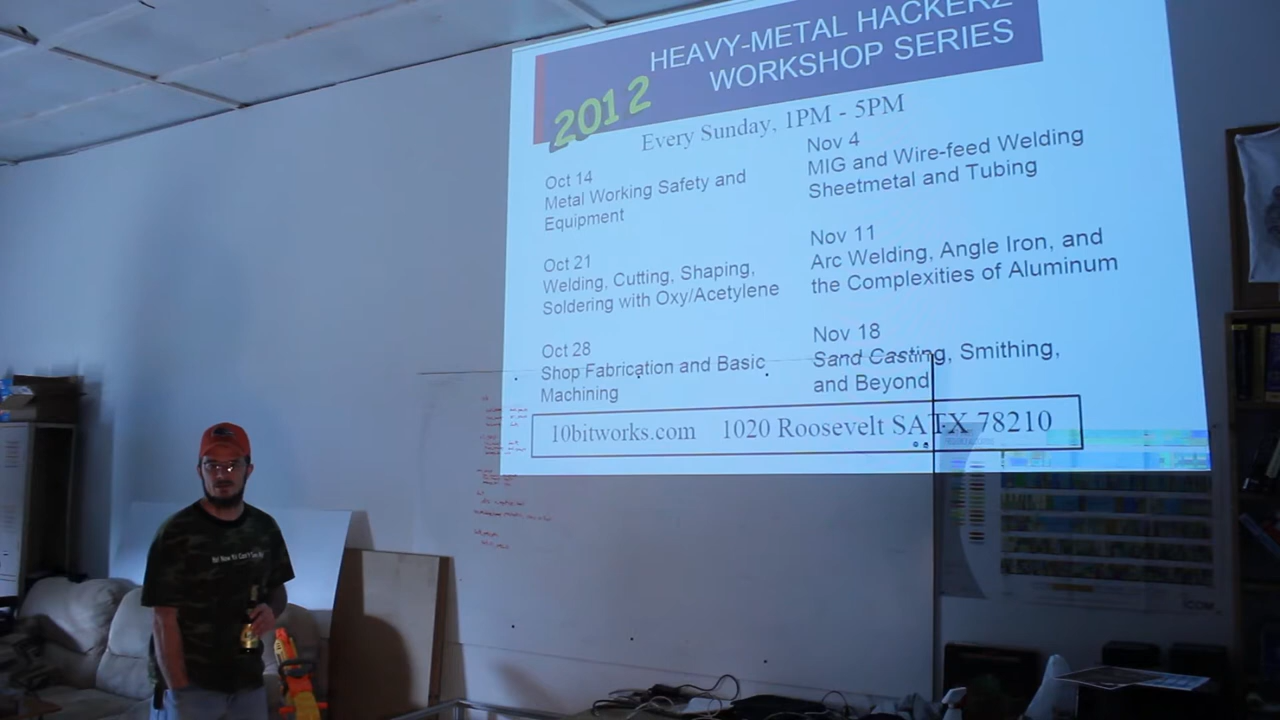 HEAVY-METAL HACKERZ
WORKSHOP SERIES
2012
Every Sunday, 1PM - 5PM
Oct 14
Metal Working Safety and
Equipment
Oct 21
Welding, Cutting, Shaping,
Soldering with Oxy/Acetylene
Oct 28
Shop Fabrication and Basic
Machining
Nov 4
MIG and Wire-feed Welding
Sheetmetal and Tubing
Nov 11
Arc Welding, Angle Iron, and
the Complexities of Aluminum
Nov 18
Sand Casting, Smithing,
and Beyond
10bitworks.com 1020 Roosevelt SATX 78210